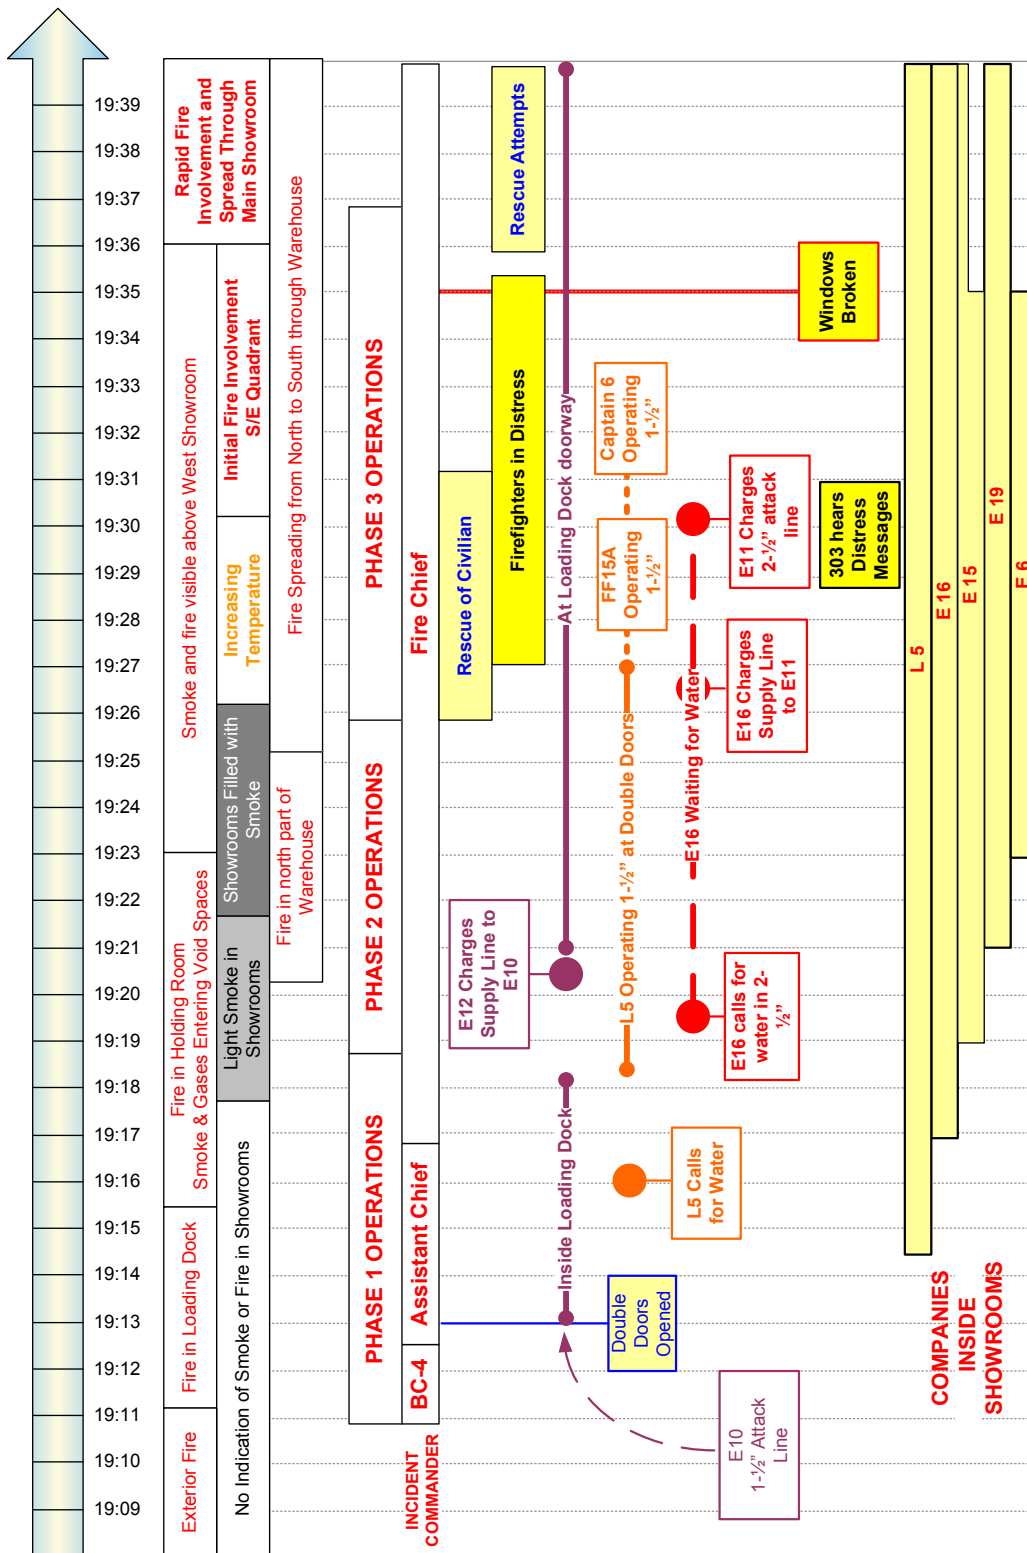 19:39
19:38
19:37
19:36
19:35
19:34
19:33
19:32
19:31
19:30
19:29
19:28
19:27
19:26
19:25
19:24
19:23
19:22
19:21
19:20
19:19
19:18
19:17
19:16
19:15
19:14
19:13
19:12
19:11
19:10
19:09
Exterior Fire
Fire in Loading Dock
Fire in Holding Room
Smoke & Gases Entering Void Spaces
Smoke and fire visible above West Showroom
Rapid Fire
Involvement and
Spread Through
Main Showroom
No Indication of Smoke or Fire in Showrooms
Light Smoke in
Showrooms
Showrooms Filled with
Smoke
Increasing
Temperature
Initial Fire Involvement
S/E Quadrant
Fire in north part of
Warehouse
Fire Spreading from North to South through Warehouse
PHASE 1 OPERATIONS
PHASE 2 OPERATIONS
PHASE 3 OPERATIONS
INCIDENT
COMMANDER
BC-4
Assistant Chief
Fire Chief
Rescue of Civilian
Firefighters in Distress
Rescue Attempts
E12 Charges
Supply Line to
E10
Inside Loading Dock
At Loading Dock doorway
Double
Doors
Opened
L5 Operating 1-½” at Double Doors
FF15A
Operating
1-½”
Captain 6
Operating
1-½”
L5 Calls
for Water
E16 Waiting for Water
E10
1-½” Attack
Line
E16 calls for
water in 2-
½”
E16 Charges
Supply Line
to E11
E11 Charges
2-½” attack
line
303 hears
Distress
Messages
Windows
Broken
COMPANIES
INSIDE
SHOWROOMS
L 5
E 16
E 15
E 19
E 6